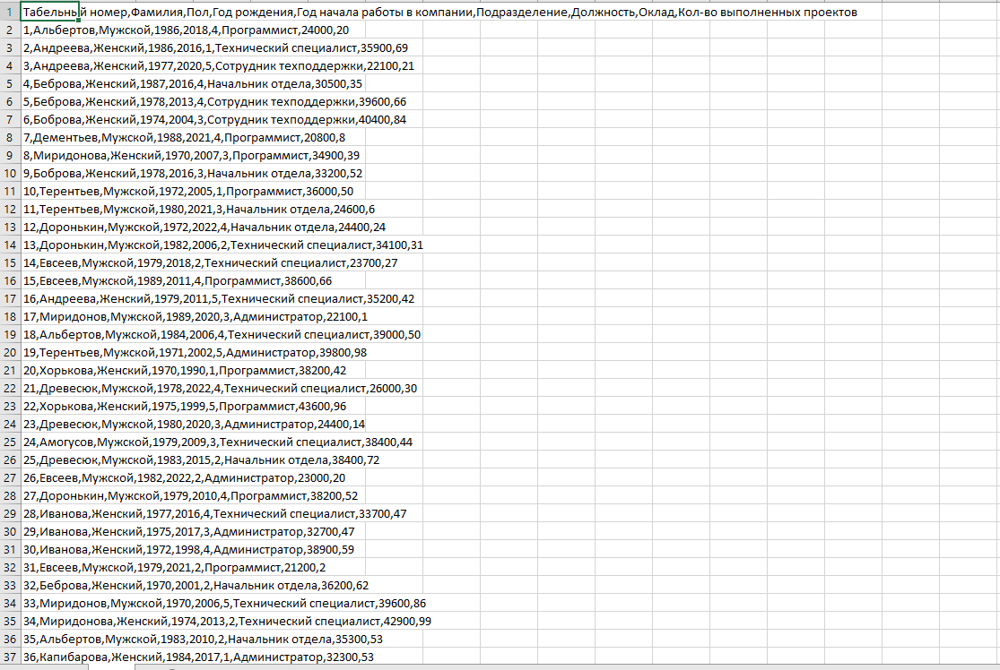 1 Табельный номер,Фамилия,Пол,Год рождения,Год начала работы в компании,Подразделение,Должность,Оклад,Кол-во выполненных проектов
2 1,Альбертов,Мужской,1986,2018,4,Программист,24000,20
3 2,Андреева,Женский,1986,2016,1,Технический специалист,35900,69
4 3,Андреева,Женский,1977,2020,5,Сотрудник техподдержки,22100,21
5 4,Беброва,Женский,1987,2016,4,Начальник отдела,30500,35
6 5,Беброва,Женский,1978,2013,4,Сотрудник техподдержки,39600,66
7 6,Боброва,Женский,1974,2004,3,Сотрудник техподдержки,40400,84
8 7,Дементьев,Мужской,1988,2021,4,Программист,20800,8
9 8,Миридонова,Женский,1970,2007,3,Программист,34900,39
10 9,Боброва,Женский,1978,2016,3,Начальник отдела,33200,52
11 10,Терентьев,Мужской,1972,2005,1,Программист,36000,50
12 11,Терентьев,Мужской,1980,2021,3,Начальник отдела,24600,6
13 12,Доронькин,Мужской,1972,2022,4,Начальник отдела,24400,24
14 13,Доронькин,Мужской,1982,2006,2,Технический специалист,34100,31
15 14,Евсеев,Мужской,1979,2018,2,Технический специалист,23700,27
16 15,Евсеев,Мужской,1989,2011,4,Программист,38600,66
17 16,Андреева,Женский,1979,2011,5,Технический специалист,35200,42
18 17,Миридонов,Мужской,1989,2020,3,Администратор,22100,1
19 18,Альбертов,Мужской,1984,2006,4,Технический специалист,39000,50
20 19,Терентьев,Мужской,1971,2002,5,Администратор,39800,98
21 20,Хорькова,Женский,1970,1990,1,Программист,38200,42
22 21,Древесюк,Мужской,1978,2022,4,Технический специалист,26000,30
23 22,Хорькова,Женский,1975,1999,5,Программист,43600,96
24 23,Древесюк,Мужской,1980,2020,3,Администратор,24400,14
25 24,Амогусов,Мужской,1979,2009,3,Технический специалист,38400,44
26 25,Древесюк,Мужской,1983,2015,2,Начальник отдела,38400,72
27 26,Евсеев,Мужской,1982,2022,2,Администратор,23000,20
28 27,Доронькин,Мужской,1979,2010,4,Программист,38200,52
29 28,Иванова,Женский,1977,2016,4,Технический специалист,33700,47
30 29,Иванова,Женский,1975,2017,3,Администратор,32700,47
31 30,Иванова,Женский,1972,1998,4,Администратор,38900,59
32 31,Евсеев,Мужской,1979,2021,2,Программист,21200,2
33 32,Беброва,Женский,1970,2001,2,Начальник отдела,36200,62
34 33,Миридонов,Мужской,1970,2006,5,Технический специалист,39600,86
35 34,Миридонова,Женский,1974,2013,2,Технический специалист,42900,99
36 35,Альбертов,Мужской,1983,2010,2,Начальник отдела,35300,53
37 36,Капибарова,Женский,1984,2017,1,Администратор,32300,53